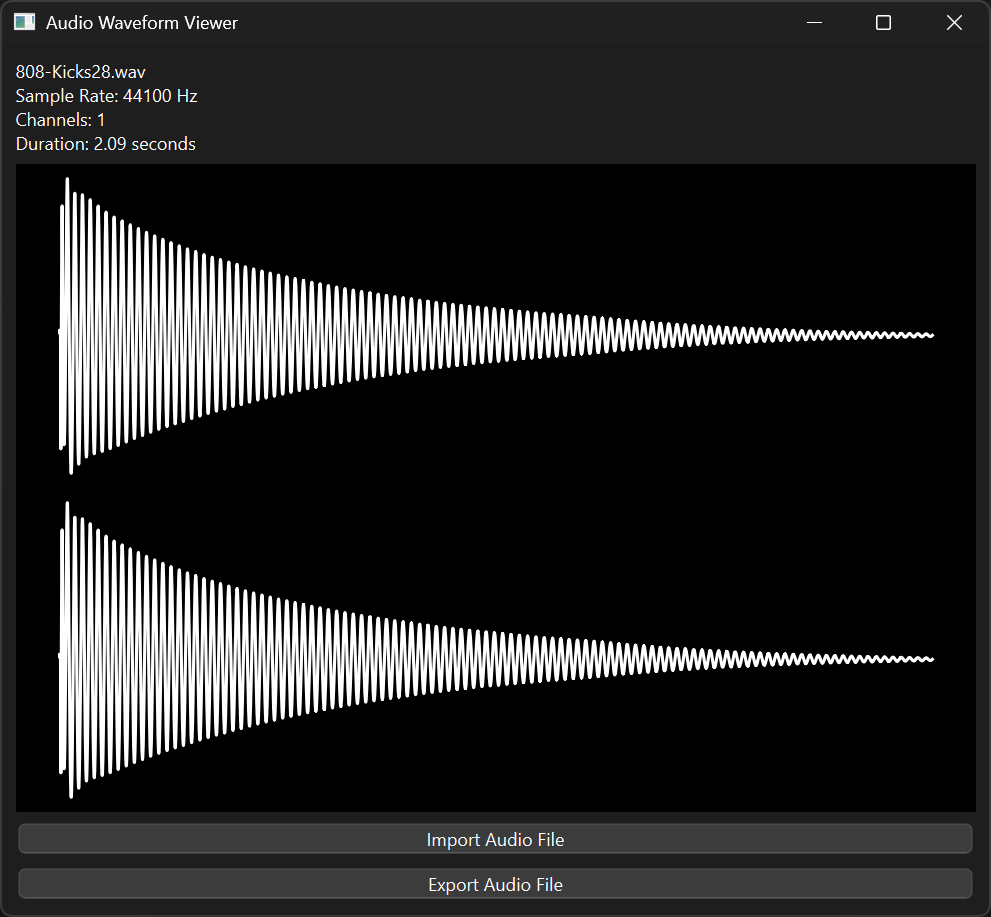 Audio Waveform Viewer
808-Kicks28.wav
Sample Rate: 44100 Hz
Channels: 1
Duration: 2.09 seconds
Import Audio File
Export Audio File